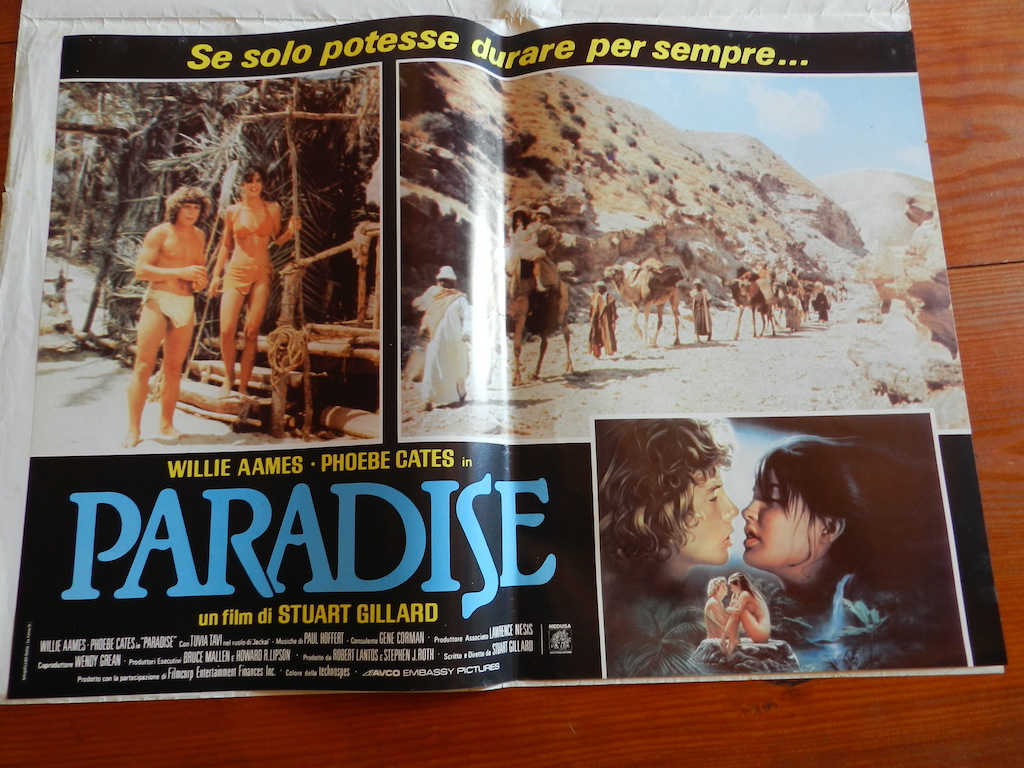 Se solo potesse durare per sempre...
WILLIE AAMES · PHOEBE CATES in
PARADISE
un film di STUART GILLARD
WILLIE AAMES · PHOEBE CATES in "PARADISE" Con TUVIA TAVI nel ruolo di 'Jackal' · Musiche di PAUL HOFFERT · Consulente GENE CORMAN · Produttore Associato LAWRENCE NESIS
Coproduttore WENDY GREAN · Produttori Esecutivi BRUCE MALLEN e HOWARD R. LIPSON · Prodotto da ROBERT LANTOS e STEPHEN J. ROTH · Scritto e Diretto da STUART GILLARD
Prodotto con la partecipazione di Filmcorp Entertainment Finances Inc. · Colore della Technospes · AVCO EMBASSY PICTURES
MEDUSA